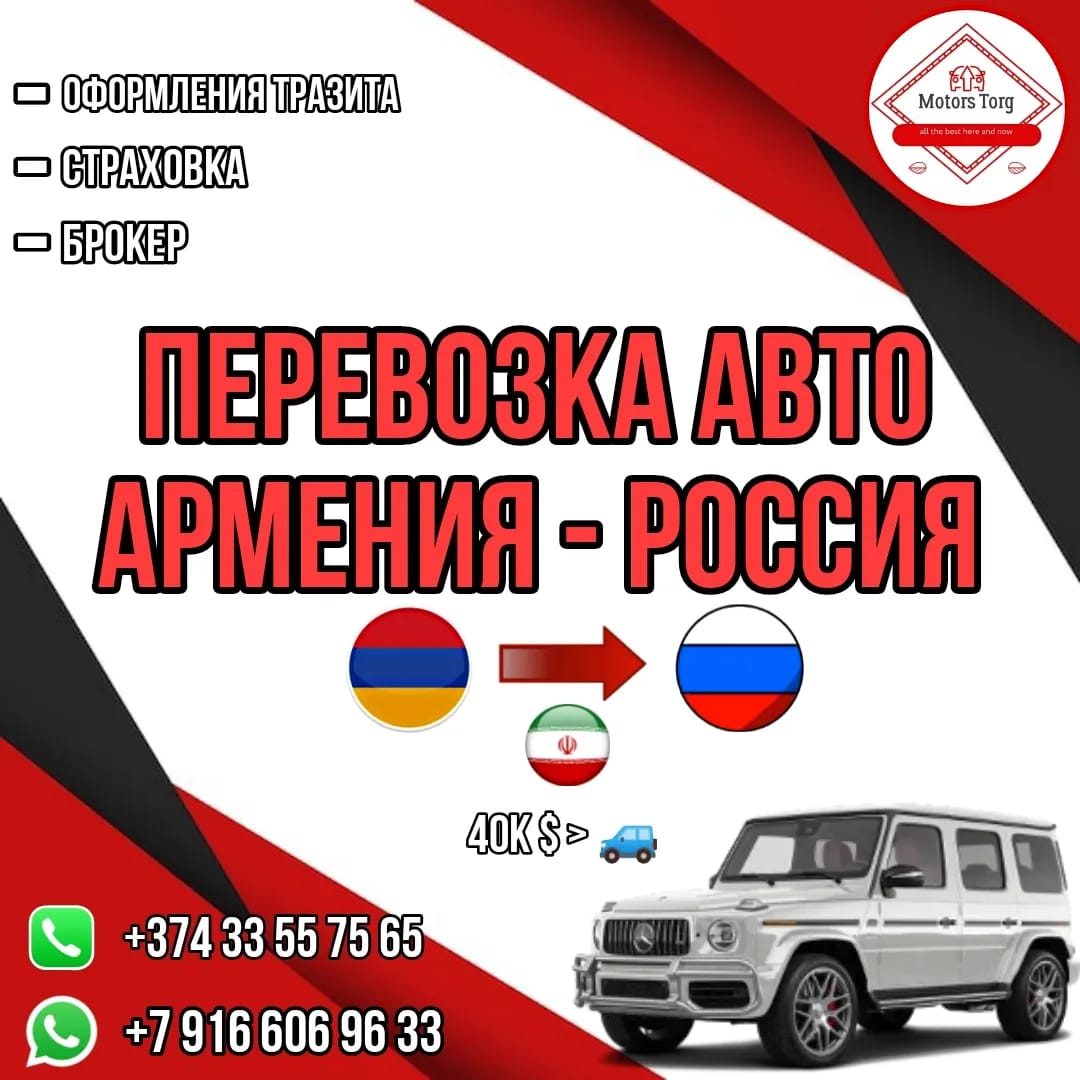 ОФОРМЛЕНИЯ ТРАЗИТА
СТРАХОВКА
БРОКЕР
Motors Torg
all the best here and now
ПЕРЕВОЗКА АВТО
АРМЕНИЯ - РОССИЯ
40K $ >
+374 33 55 75 65
+7 916 606 96 33